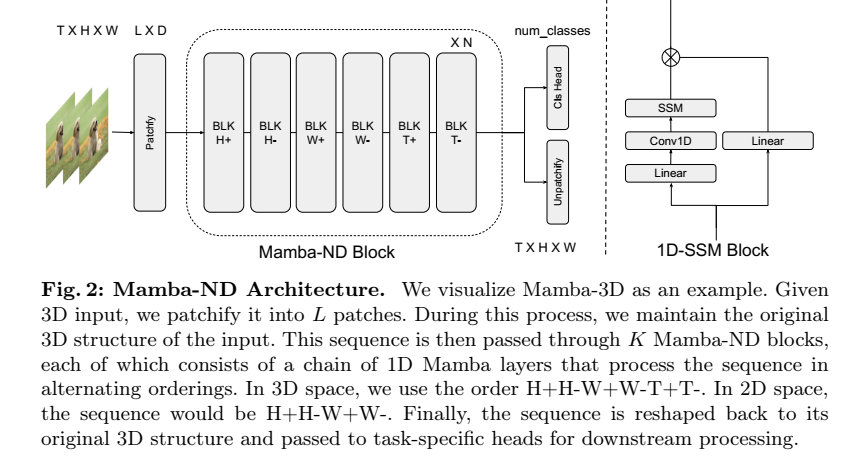 T X H X W
L X D
X N
num_classes
Patchfy
BLK
H+
BLK
H-
BLK
W+
BLK
W-
BLK
T+
BLK
T-
Cls Head
Unpatchify
T X H X W
Mamba-ND Block
SSM
Conv1D
Linear
Linear
1D-SSM Block
Fig. 2: Mamba-ND Architecture. We visualize Mamba-3D as an example. Given
3D input, we patchify it into L patches. During this process, we maintain the original
3D structure of the input. This sequence is then passed through K Mamba-ND blocks,
each of which consists of a chain of 1D Mamba layers that process the sequence in
alternating orderings. In 3D space, we use the order H+H-W+W-T+T-. In 2D space,
the sequence would be H+H-W+W-. Finally, the sequence is reshaped back to its
original 3D structure and passed to task-specific heads for downstream processing.